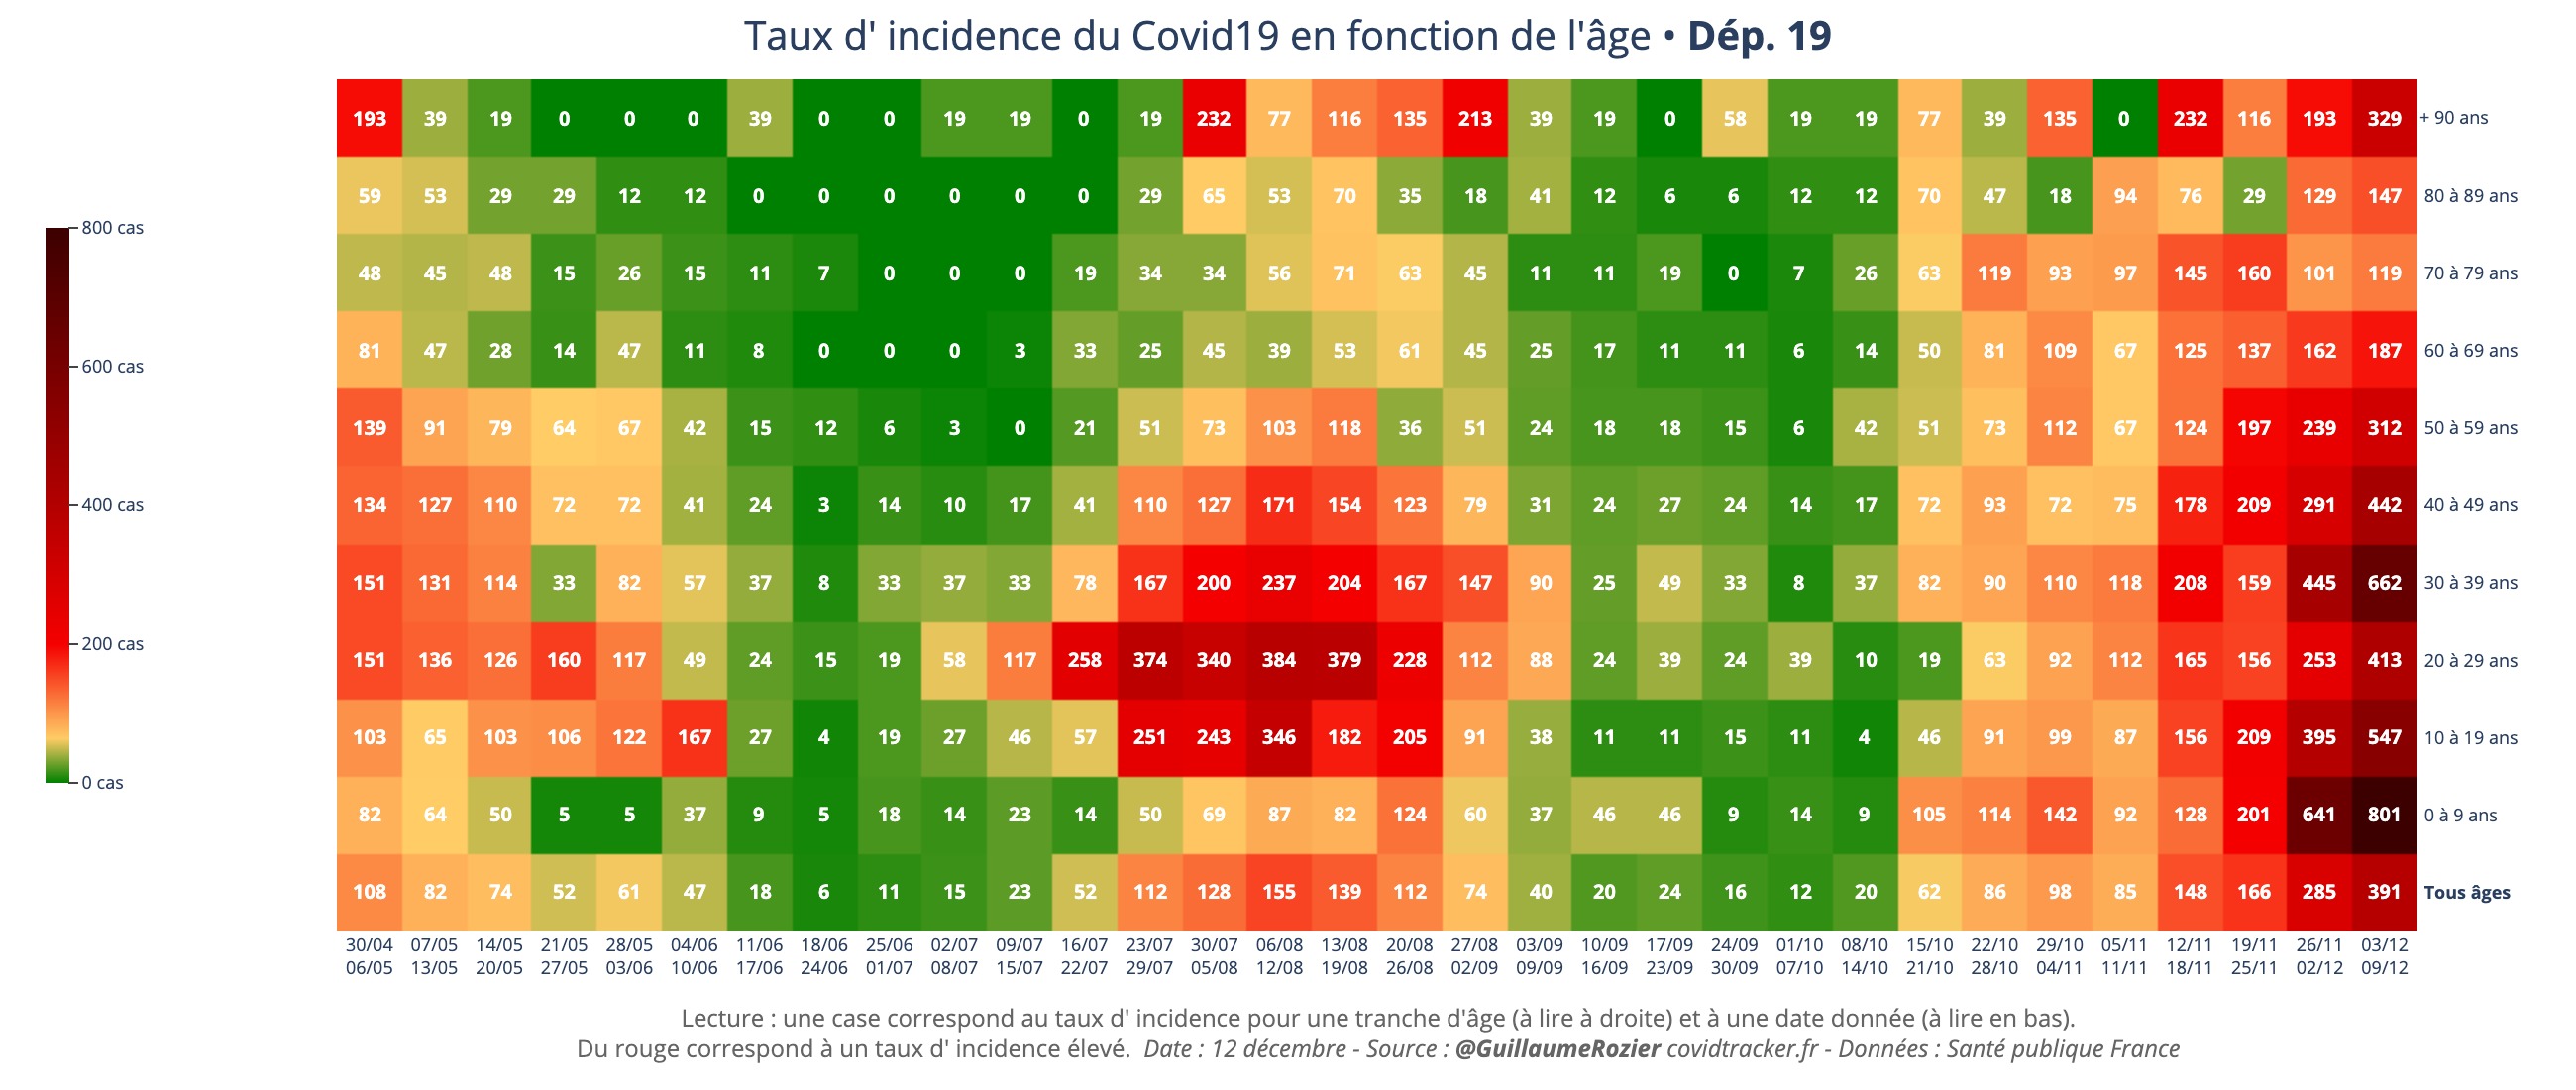 Taux d' incidence du Covid19 en fonction de l'âge • Dép. 19
800 cas
600 cas
400 cas
200 cas
0 cas
193 39 19 0 0 0 39 0 0 19 19 0 19 232 77 116 135 213 39 19 0 58 19 19 77 39 135 0 232 116 193 329 + 90 ans
59 53 29 29 12 12 0 0 0 0 0 0 29 65 53 70 35 18 41 12 6 6 12 12 70 47 18 94 76 29 129 147 80 à 89 ans
48 45 48 15 26 15 11 7 0 0 0 19 34 34 56 71 63 45 11 11 19 0 7 26 63 119 93 97 145 160 101 119 70 à 79 ans
81 47 28 14 47 11 8 0 0 0 3 33 25 45 39 53 61 45 25 17 11 11 6 14 50 81 109 67 125 137 162 187 60 à 69 ans
139 91 79 64 67 42 15 12 6 3 0 21 51 73 103 118 36 51 24 18 18 15 6 42 51 73 112 67 124 197 239 312 50 à 59 ans
134 127 110 72 72 41 24 3 14 10 17 41 110 127 171 154 123 79 31 24 27 24 14 17 72 93 72 75 178 209 291 442 40 à 49 ans
151 131 114 33 82 57 37 8 33 37 33 78 167 200 237 204 167 147 90 25 49 33 8 37 82 90 110 118 208 159 445 662 30 à 39 ans
151 136 126 160 117 49 24 15 19 58 117 258 374 340 384 379 228 112 88 24 39 24 39 10 19 63 92 112 165 156 253 413 20 à 29 ans
103 65 103 106 122 167 27 4 19 27 46 57 251 243 346 182 205 91 38 11 11 15 11 4 46 91 99 87 156 209 395 547 10 à 19 ans
82 64 50 5 5 37 9 5 18 14 23 14 50 69 87 82 124 60 37 46 46 9 14 9 105 114 142 92 128 201 641 801 0 à 9 ans
108 82 74 52 61 47 18 6 11 15 23 52 112 128 155 139 112 74 40 20 24 16 12 20 62 86 98 85 148 166 285 391 Tous âges
30/04 07/05 14/05 21/05 28/05 04/06 11/06 18/06 25/06 02/07 09/07 16/07 23/07 30/07 06/08 13/08 20/08 27/08 03/09 10/09 17/09 24/09 01/10 08/10 15/10 22/10 29/10 05/11 12/11 19/11 26/11 03/12
06/05 13/05 20/05 27/05 03/06 10/06 17/06 24/06 01/07 08/07 15/07 22/07 29/07 05/08 12/08 19/08 26/08 02/09 09/09 16/09 23/09 30/09 07/10 14/10 21/10 28/10 04/11 11/11 18/11 25/11 02/12 09/12
Lecture : une case correspond au taux d' incidence pour une tranche d'âge (à lire à droite) et à une date donnée (à lire en bas).
Du rouge correspond à un taux d' incidence élevé. Date : 12 décembre - Source : @GuillaumeRozier covidtracker.fr - Données : Santé publique France